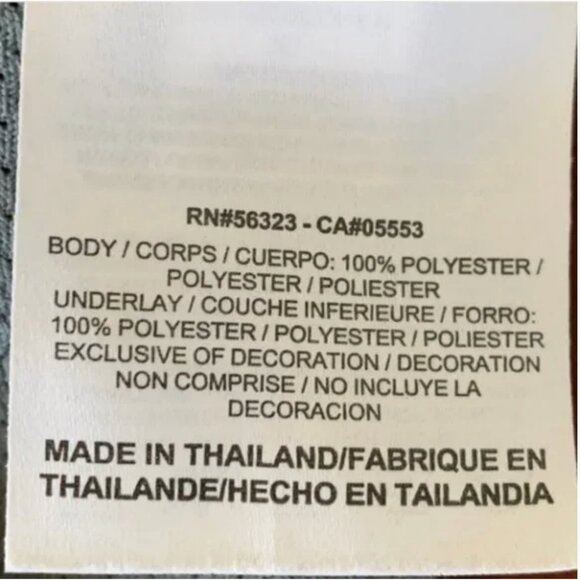 RN#56323 - CA#05553
BODY / CORPS / CUERPO: 100% POLYESTER /
POLYESTER / POLIESTER
UNDERLAY / COUCHE INFERIEURE / FORRO:
100% POLYESTER / POLYESTER / POLIESTER
EXCLUSIVE OF DECORATION / DECORATION
NON COMPRISE / NO INCLUYE LA
DECORACION
MADE IN THAILAND/FABRIQUE EN
THAILANDE/HECHO EN TAILANDIA